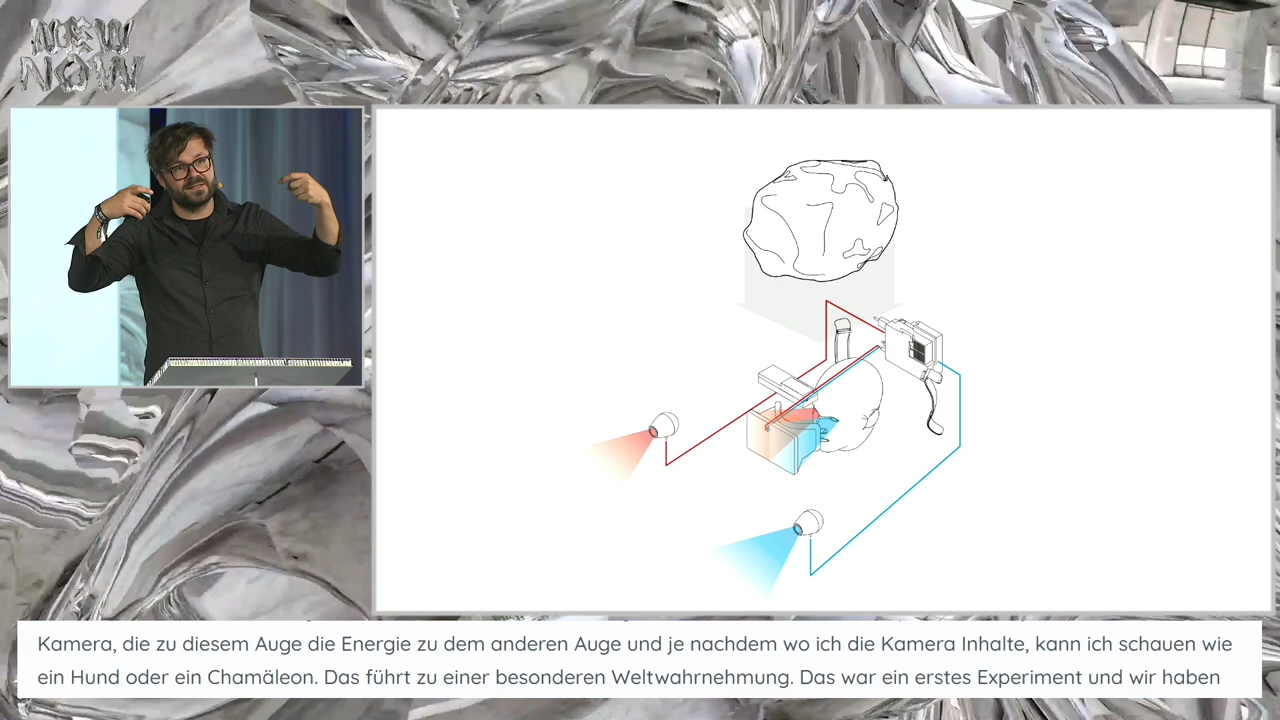 NEW
NOW
Kamera, die zu diesem Auge die Energie zu dem anderen Auge und je nachdem wo ich die Kamera Inhalte, kann ich schauen wie
ein Hund oder ein Chamäleon. Das führt zu einer besonderen Weltwahrnehmung. Das war ein erstes Experiment und wir haben